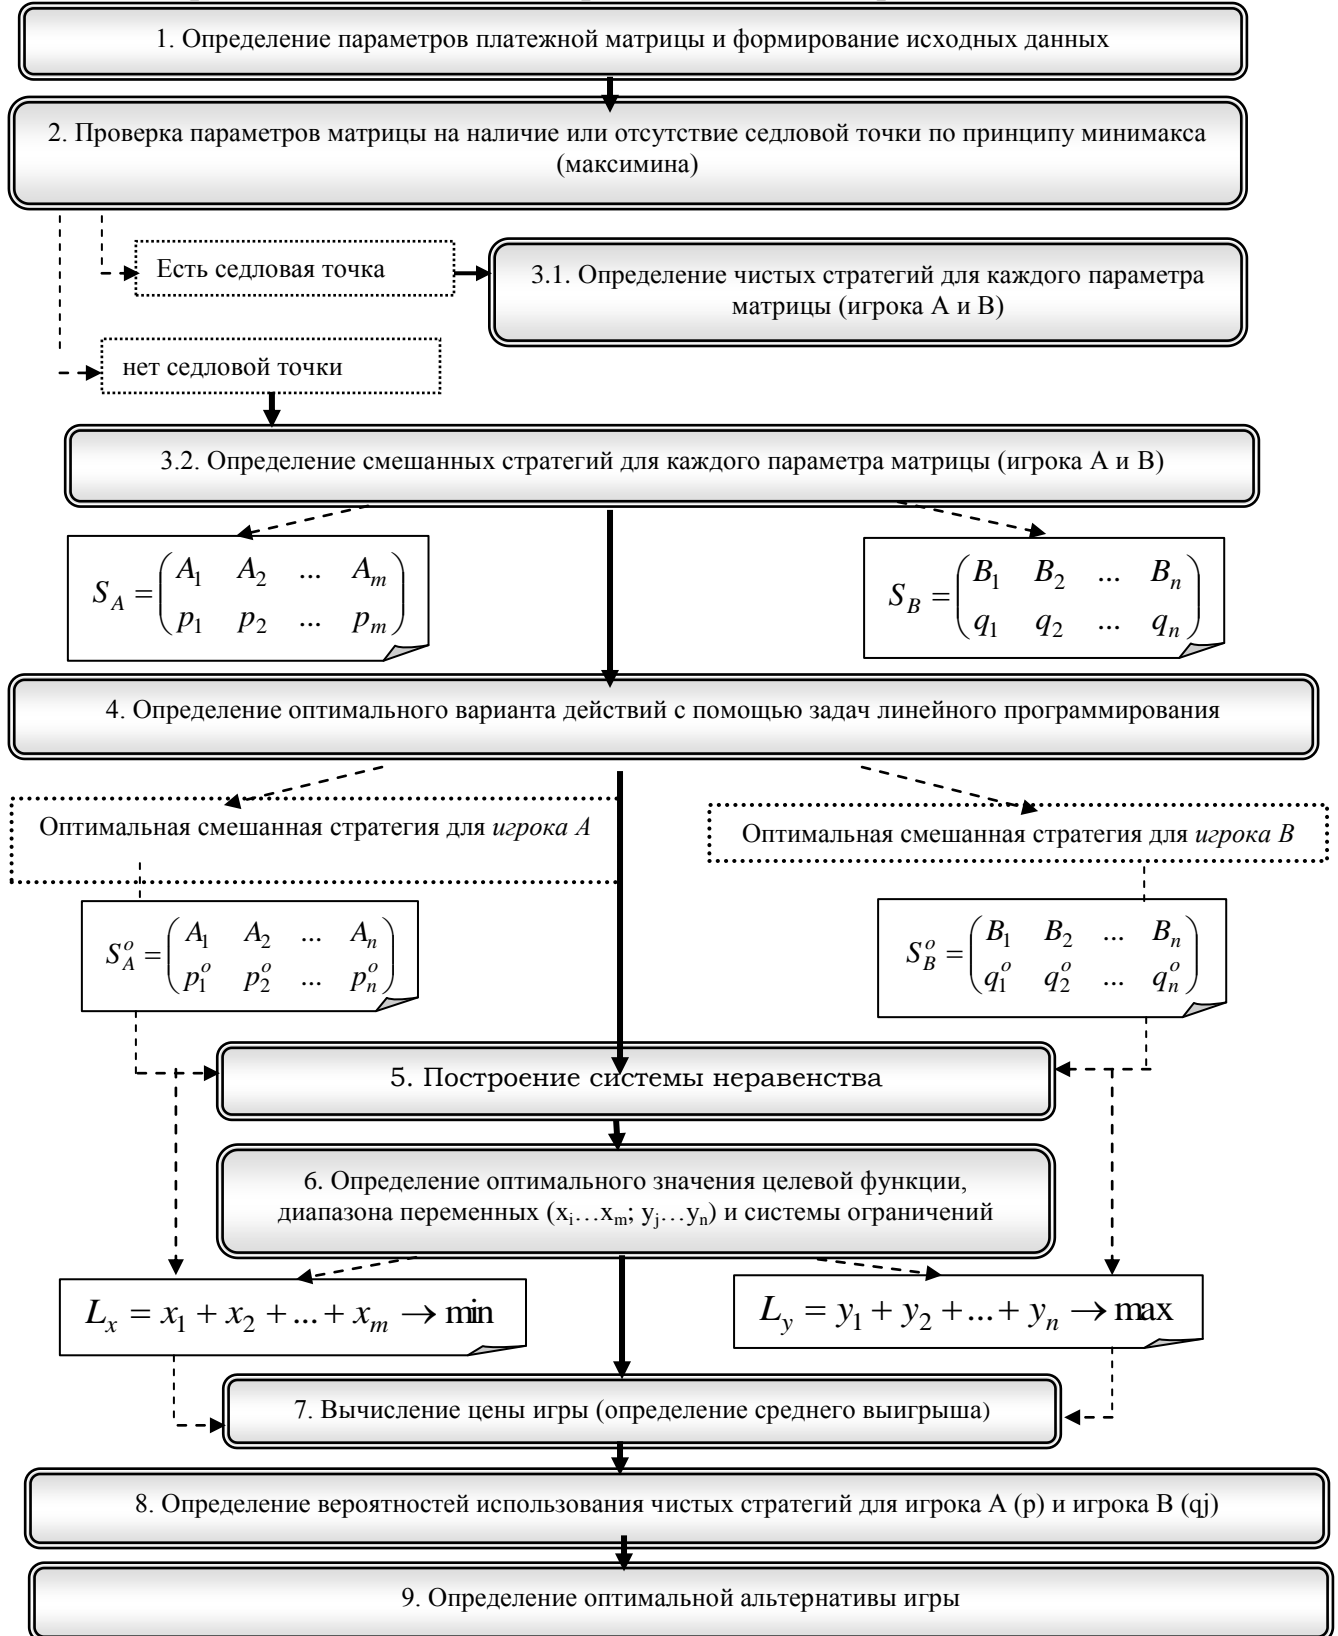 1. Определение параметров платежной матрицы и формирование исходных данных
2. Проверка параметров матрицы на наличие или отсутствие седловой точки по принципу минимакса
(максимина)
Есть седловая точка
3.1. Определение чистых стратегий для каждого параметра
матрицы (игрока А и В)
нет седловой точки
3.2. Определение смешанных стратегий для каждого параметра матрицы (игрока А и В)
S_A = (A_1 A_2 ... A_m
p_1 p_2 ... p_m)
S_B = (B_1 B_2 ... B_n
q_1 q_2 ... q_n)
4. Определение оптимального варианта действий с помощью задач линейного программирования
Оптимальная смешанная стратегия для игрока А
Оптимальная смешанная стратегия для игрока В
S_A^o = (A_1 A_2 ... A_n
p_1^o p_2^o ... p_n^o)
S_B^o = (B_1 B_2 ... B_n
q_1^o q_2^o ... q_n^o)
5. Построение системы неравенства
6. Определение оптимального значения целевой функции,
диапазона переменных (x_i…x_m; y_j…y_n) и системы ограничений
L_x = x_1 + x_2 + ... + x_m → min
L_y = y_1 + y_2 + ... + y_n → max
7. Вычисление цены игры (определение среднего выигрыша)
8. Определение вероятностей использования чистых стратегий для игрока А (p) и игрока В (qj)
9. Определение оптимальной альтернативы игры